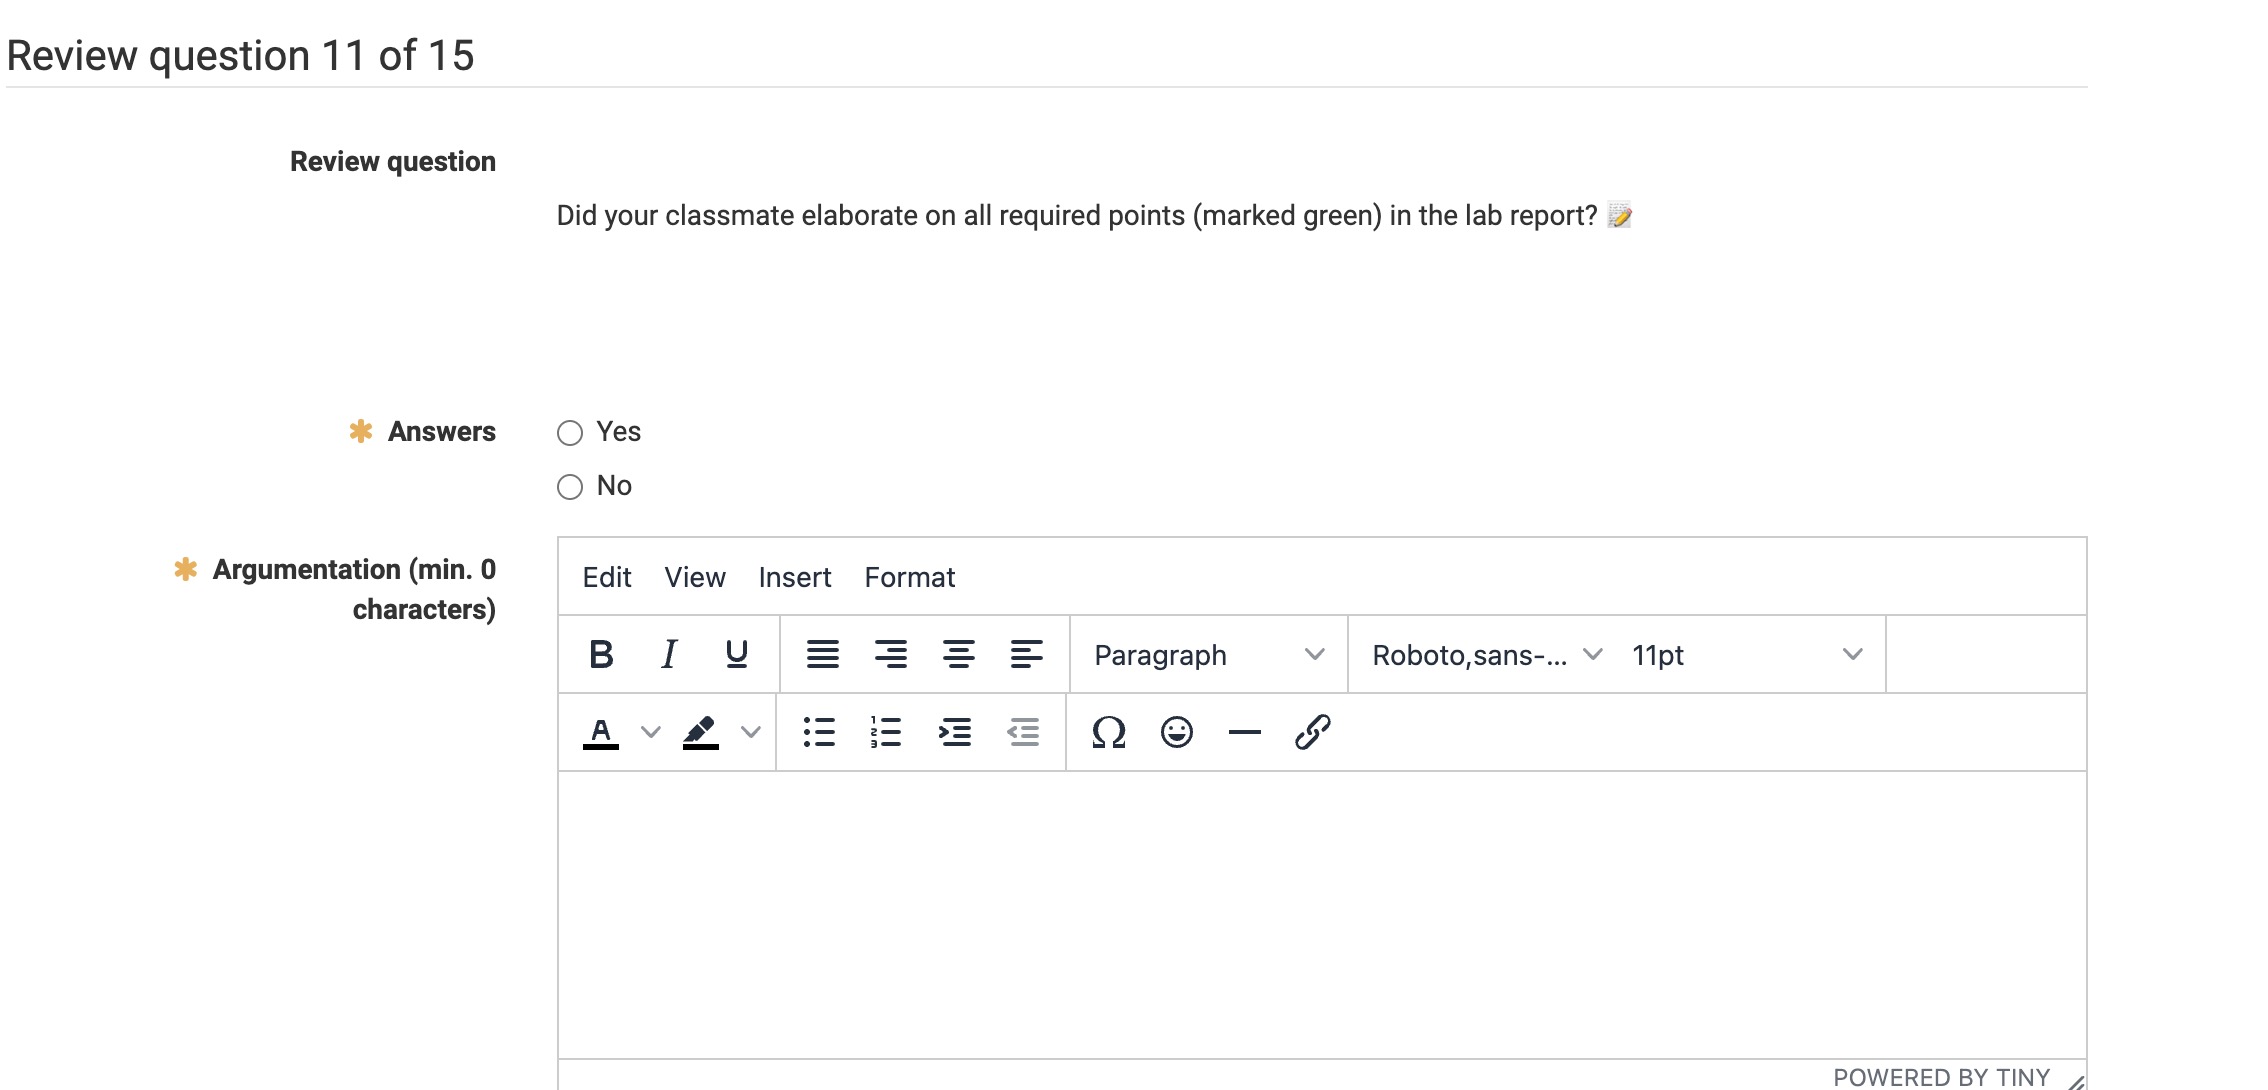 Review question 11 of 15
Review question
Did your classmate elaborate on all required points (marked green) in the lab report? 📝
✱ Answers
Yes
No
✱ Argumentation (min. 0
characters)
Edit View Insert Format
B I U Paragraph Roboto,sans-... 11pt
A Ω
POWERED BY TINY